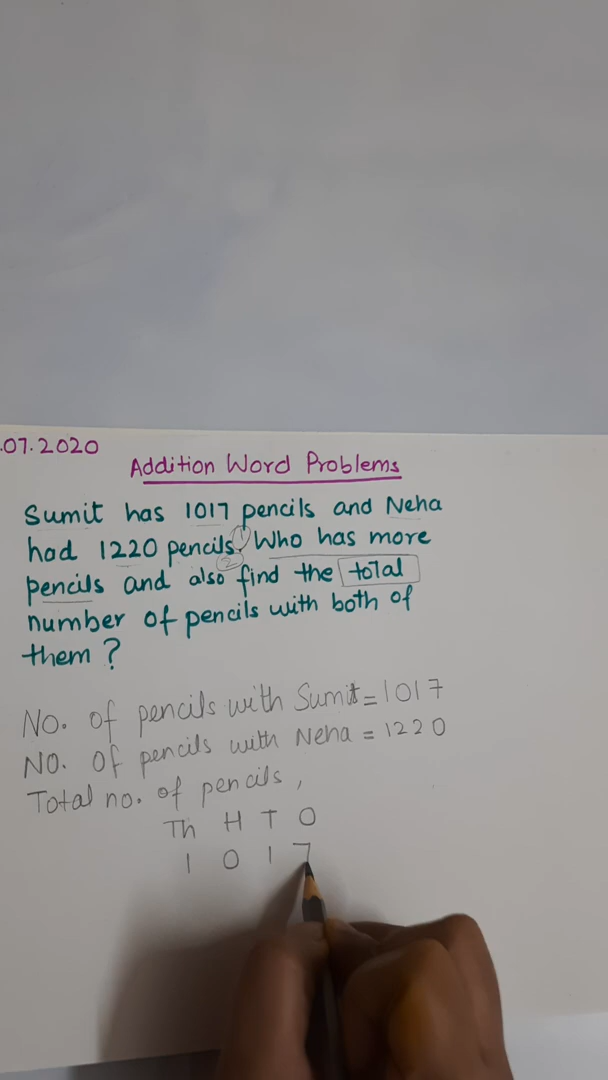 .07.2020
Addition Word Problems
Sumit has 1017 pencils and Neha
had 1220 pencils. Who has more
pencils and also find the total
number of pencils with both of
them ?
No. of pencils with Sumit = 1017
NO. Of pencils with Neha = 1220
Total no. of pencils,
Th H T O
1 0 1 7